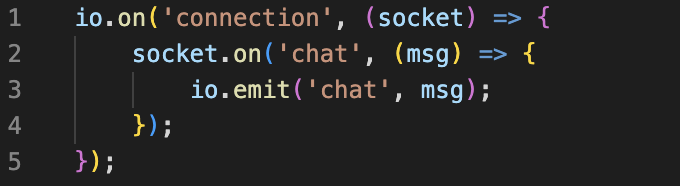 1 io.on('connection', (socket) => {
2 socket.on('chat', (msg) => {
3 io.emit('chat', msg);
4 });
5 });